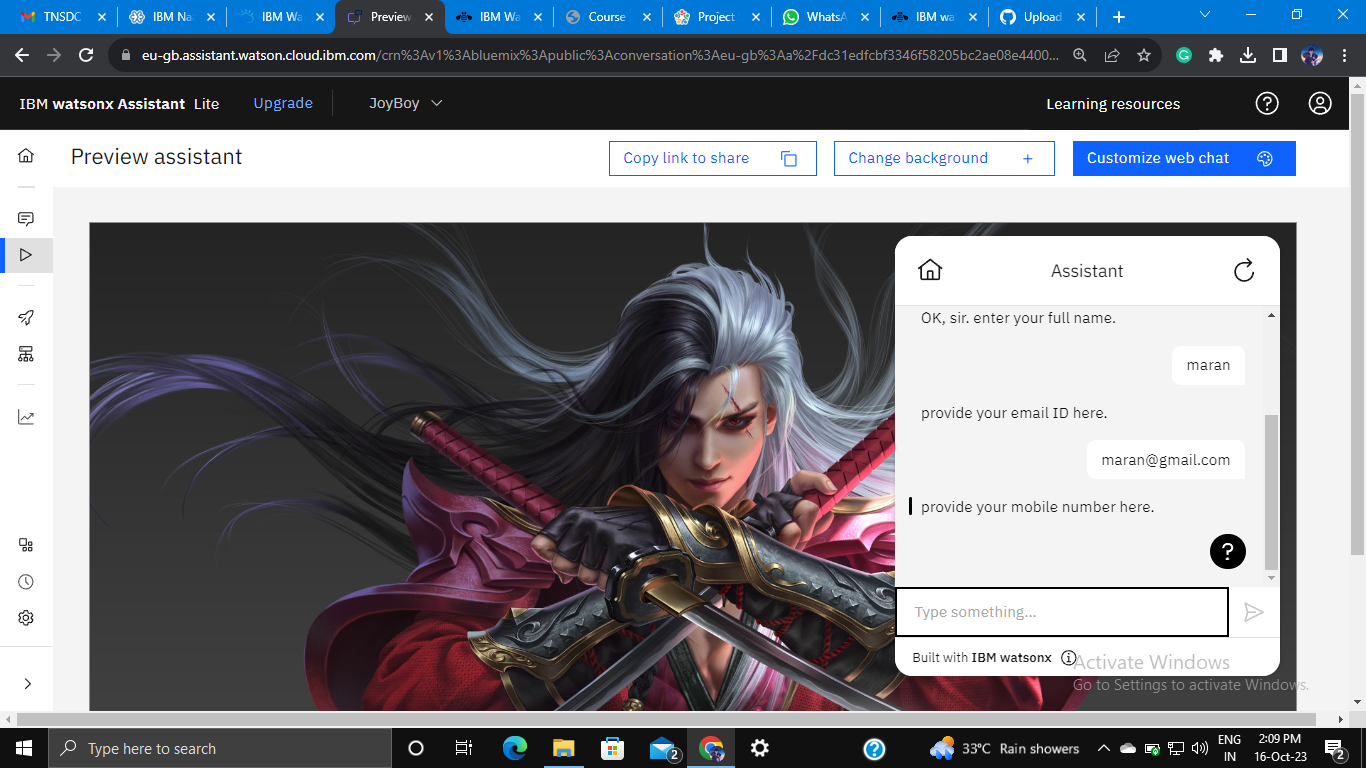 TNSDC
IBM Na
IBM Wa
Preview
IBM Wa
Course
Project
WhatsA
IBM wat
Upload
eu-gb.assistant.watson.cloud.ibm.com/crn%3Av1%3Abluemix%3Apublic%3Aconversation%3Aeu-gb%3Aa%2Fdc31edfcbf3346f58205bc2ae08e4400...
IBM watsonx Assistant Lite
Upgrade
JoyBoy
Learning resources
Preview assistant
Copy link to share
Change background +
Customize web chat
Assistant
OK, sir. enter your full name.
maran
provide your email ID here.
maran@gmail.com
provide your mobile number here.
?
Type something...
Built with IBM watsonx
Activate Windows
Go to Settings to activate Windows.
Type here to search
2
33°C Rain showers
ENG
IN
2:09 PM
16-Oct-23
2